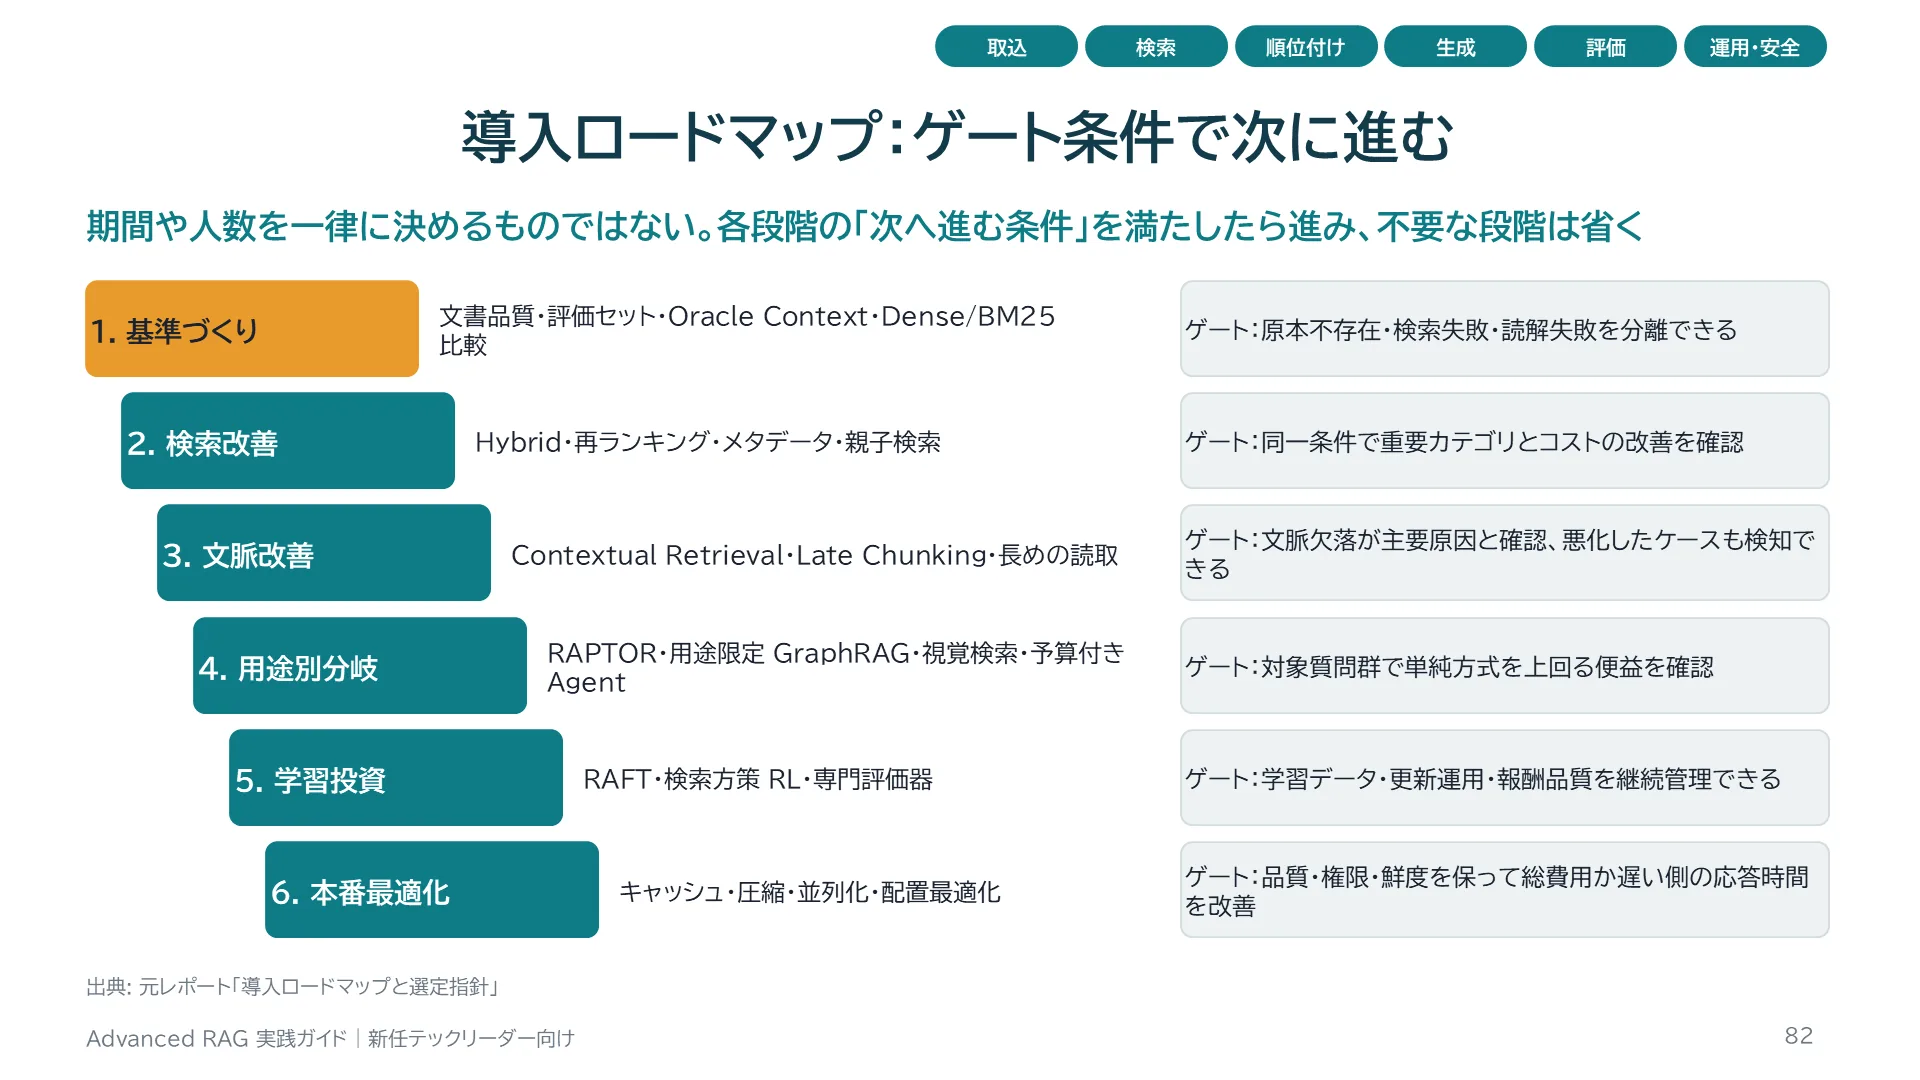 取込
検索
順位付け
生成
評価
運用・安全
導入ロードマップ：ゲート条件で次に進む
期間や人数を一律に決めるものではない。各段階の「次へ進む条件」を満たしたら進み、不要な段階は省く
1. 基準づくり
文書品質・評価セット・Oracle Context・Dense/BM25
比較
ゲート：原本不存在・検索失敗・読解失敗を分離できる
2. 検索改善
Hybrid・再ランキング・メタデータ・親子検索
ゲート：同一条件で重要カテゴリとコストの改善を確認
3. 文脈改善
Contextual Retrieval・Late Chunking・長めの読取
ゲート：文脈欠落が主要原因と確認、悪化したケースも検知で
きる
4. 用途別分岐
RAPTOR・用途限定 GraphRAG・視覚検索・予算付き
Agent
ゲート：対象質問群で単純方式を上回る便益を確認
5. 学習投資
RAFT・検索方策 RL・専門評価器
ゲート：学習データ・更新運用・報酬品質を継続管理できる
6. 本番最適化
キャッシュ・圧縮・並列化・配置最適化
ゲート：品質・権限・鮮度を保って総費用か遅い側の応答時間
を改善
出典: 元レポート「導入ロードマップと選定指針」
Advanced RAG 実践ガイド｜新任テックリーダー向け
82